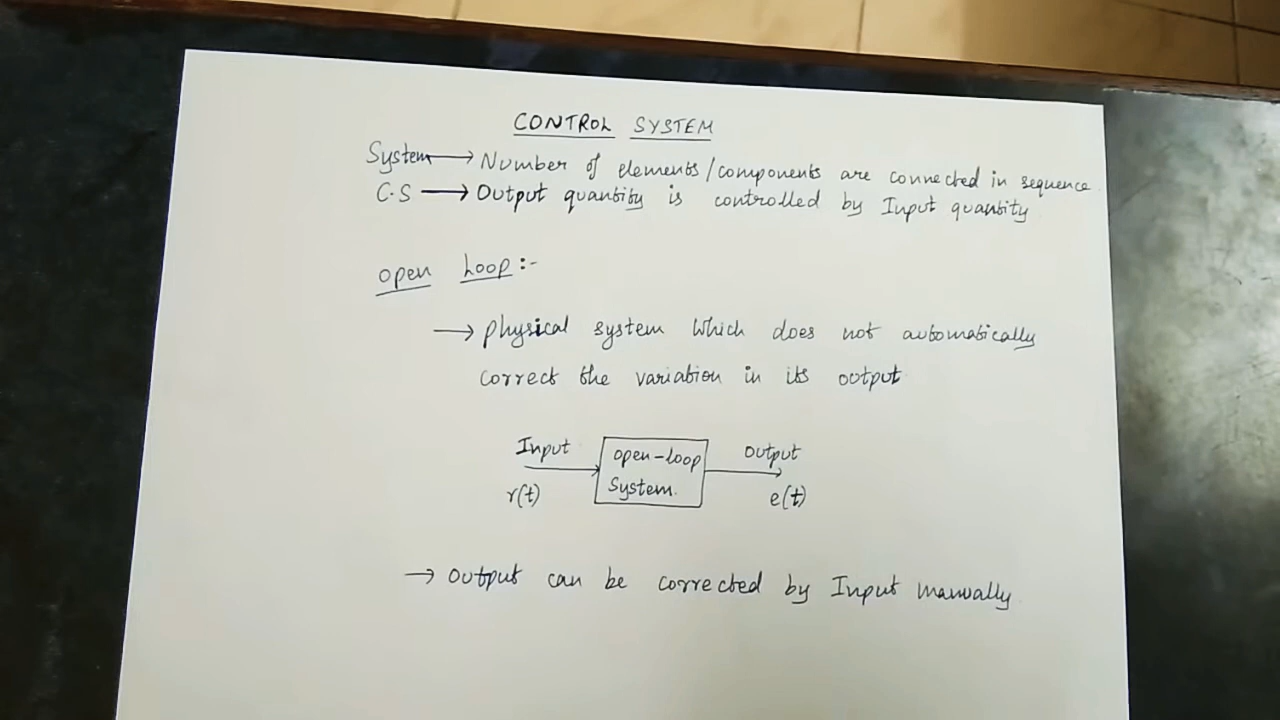 CONTROL SYSTEM
System → Number of elements/components are connected in sequence.
C.S → Output quantity is controlled by Input quantity
open Loop:-
→ physical system which does not automatically
correct the variation in its output
Input
r(t)
open-loop
System.
output
e(t)
→ output can be corrected by Input manually.